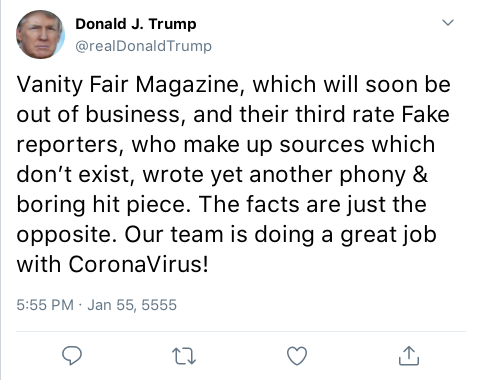 Donald J. Trump
@realDonaldTrump
Vanity Fair Magazine, which will soon be
out of business, and their third rate Fake
reporters, who make up sources which
don’t exist, wrote yet another phony &
boring hit piece. The facts are just the
opposite. Our team is doing a great job
with CoronaVirus!
5:55 PM · Jan 55, 5555